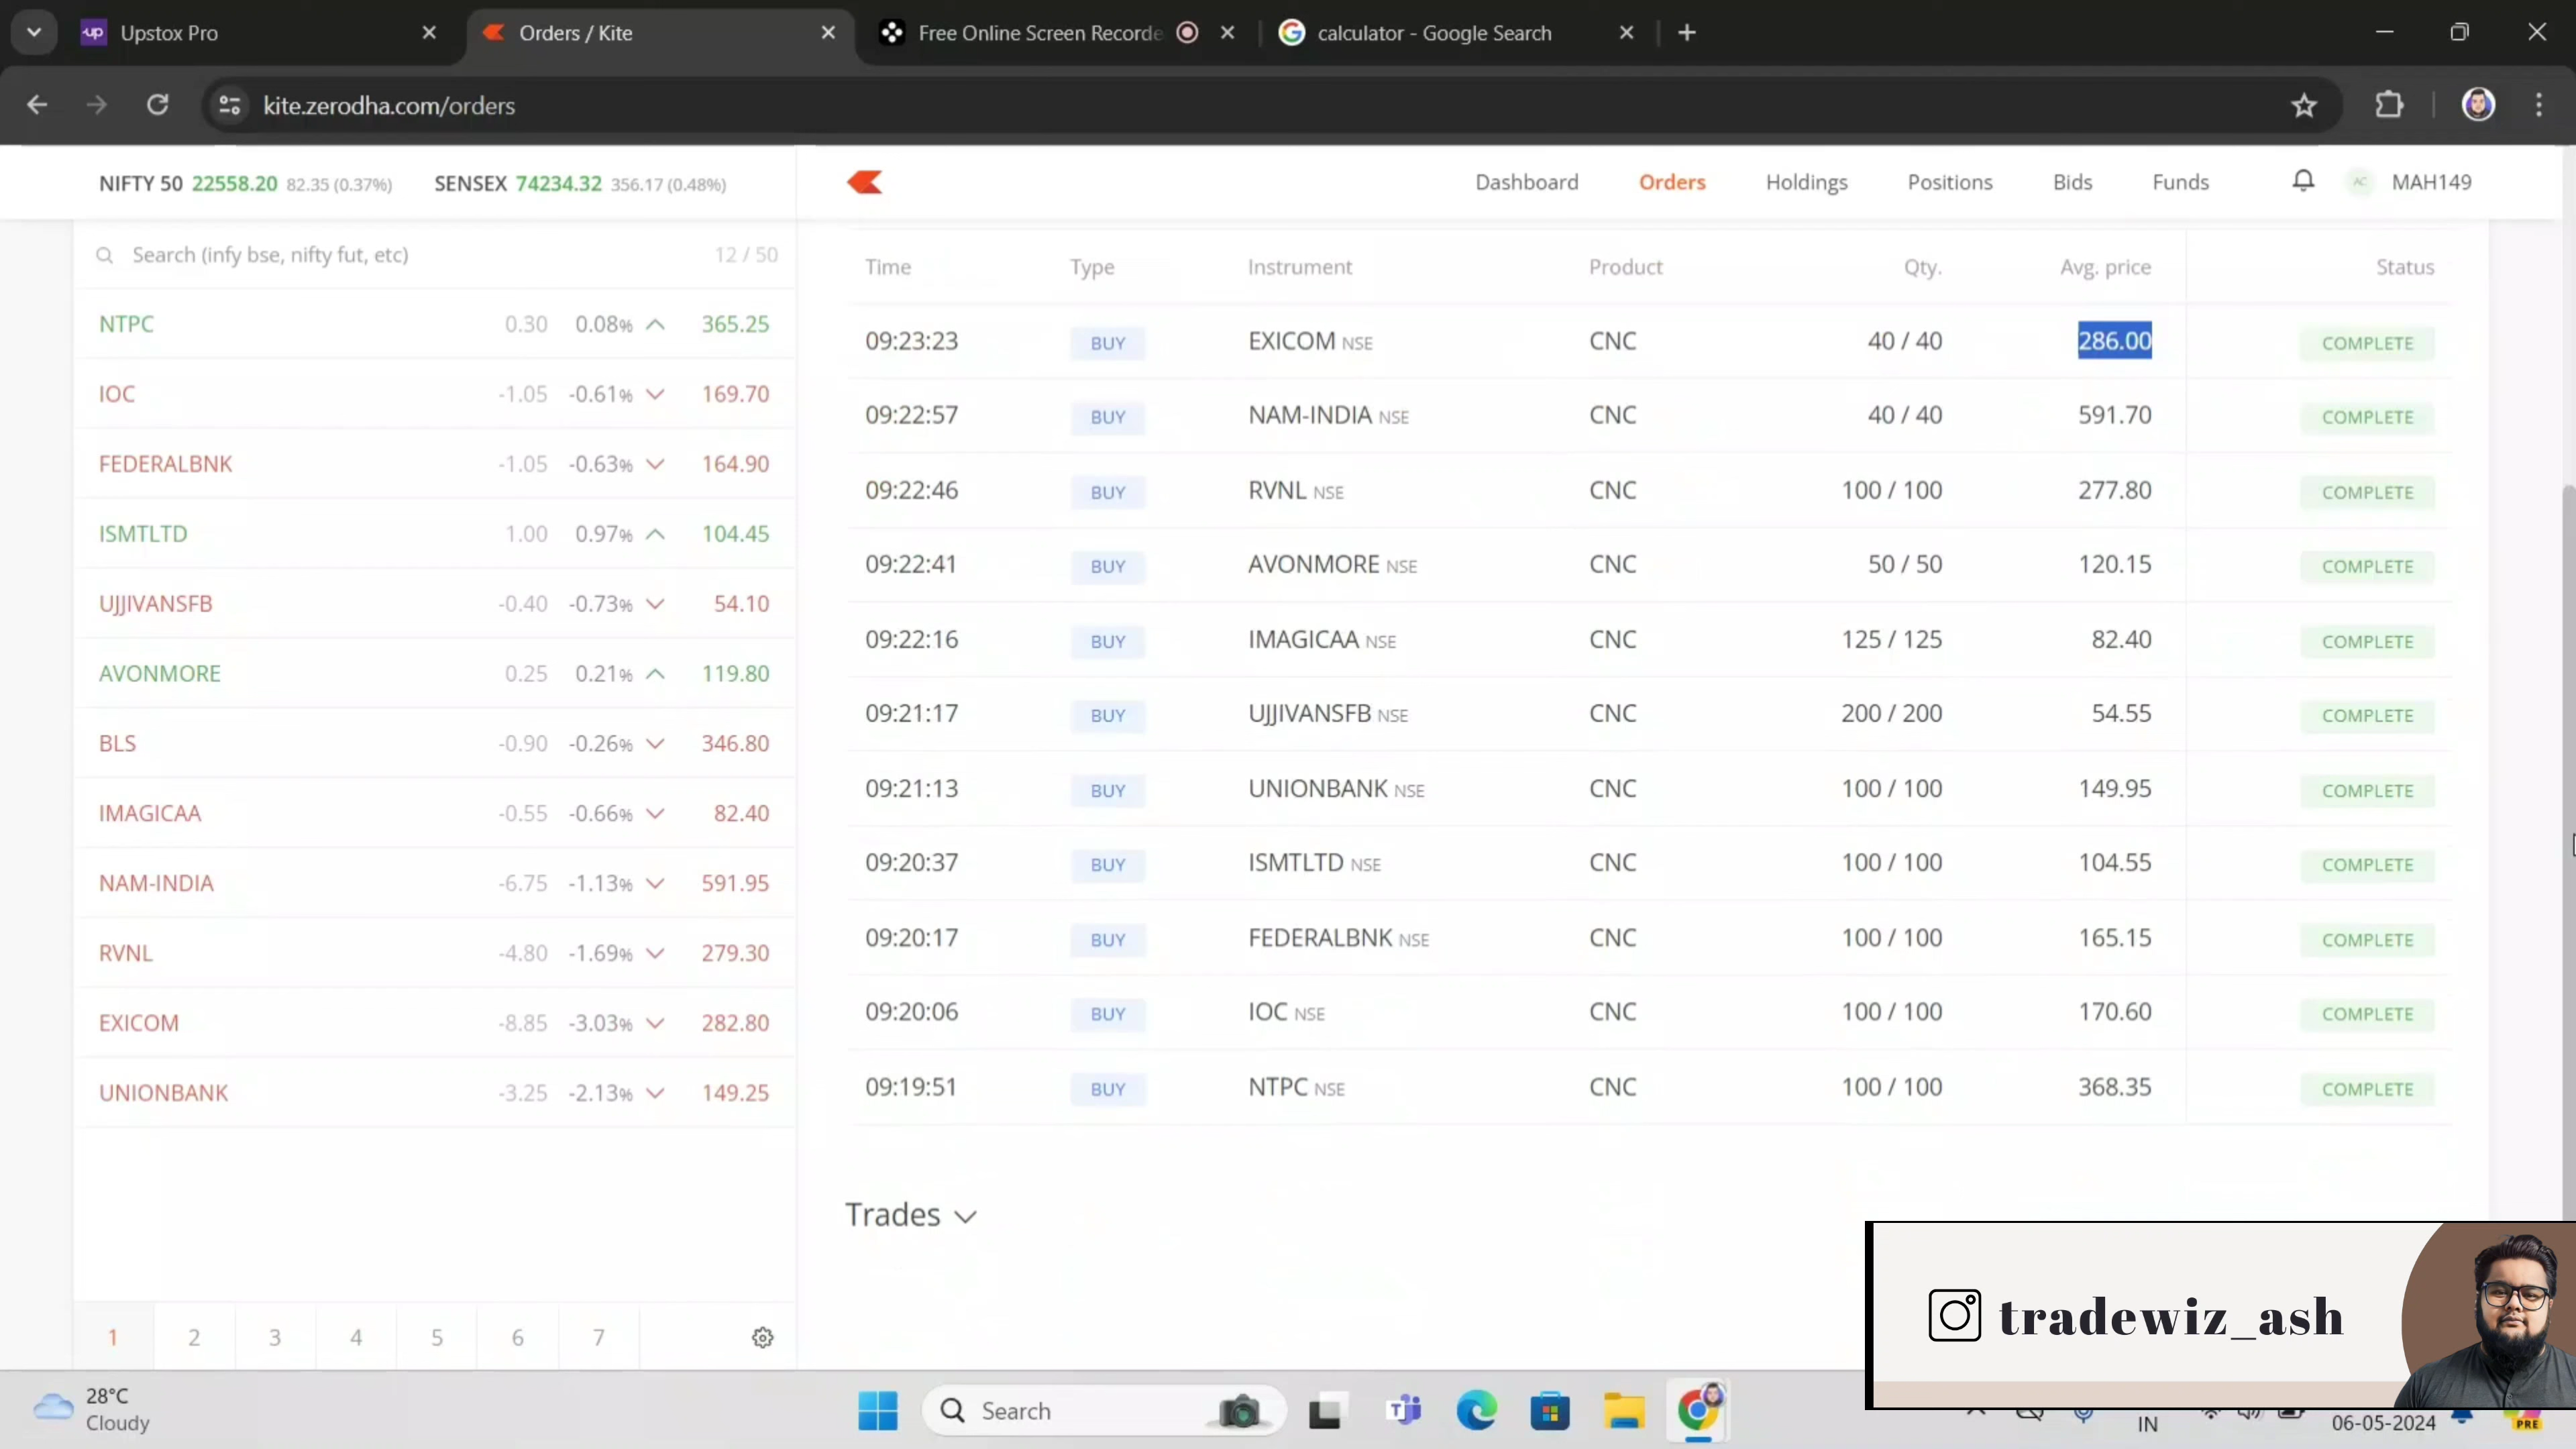 up Upstox Pro
Orders / Kite
Free Online Screen Recorde
calculator - Google Search
kite.zerodha.com/orders
NIFTY 50 22558.20 82.35 (0.37%) SENSEX 74234.32 356.17 (0.48%)
Dashboard Orders Holdings Positions Bids Funds AC MAH149
Search (infy bse, nifty fut, etc) 12 / 50
NTPC 0.30 0.08% 365.25
IOC -1.05 -0.61% 169.70
FEDERALBNK -1.05 -0.63% 164.90
ISMTLTD 1.00 0.97% 104.45
UJJIVANSFB -0.40 -0.73% 54.10
AVONMORE 0.25 0.21% 119.80
BLS -0.90 -0.26% 346.80
IMAGICAA -0.55 -0.66% 82.40
NAM-INDIA -6.75 -1.13% 591.95
RVNL -4.80 -1.69% 279.30
EXICOM -8.85 -3.03% 282.80
UNIONBANK -3.25 -2.13% 149.25
1 2 3 4 5 6 7
Time Type Instrument Product Qty. Avg. price Status
09:23:23 BUY EXICOM NSE CNC 40 / 40 286.00 COMPLETE
09:22:57 BUY NAM-INDIA NSE CNC 40 / 40 591.70 COMPLETE
09:22:46 BUY RVNL NSE CNC 100 / 100 277.80 COMPLETE
09:22:41 BUY AVONMORE NSE CNC 50 / 50 120.15 COMPLETE
09:22:16 BUY IMAGICAA NSE CNC 125 / 125 82.40 COMPLETE
09:21:17 BUY UJJIVANSFB NSE CNC 200 / 200 54.55 COMPLETE
09:21:13 BUY UNIONBANK NSE CNC 100 / 100 149.95 COMPLETE
09:20:37 BUY ISMTLTD NSE CNC 100 / 100 104.55 COMPLETE
09:20:17 BUY FEDERALBNK NSE CNC 100 / 100 165.15 COMPLETE
09:20:06 BUY IOC NSE CNC 100 / 100 170.60 COMPLETE
09:19:51 BUY NTPC NSE CNC 100 / 100 368.35 COMPLETE
Trades
tradewiz_ash
28°C
Cloudy
Search
IN
06-05-2024
PRE